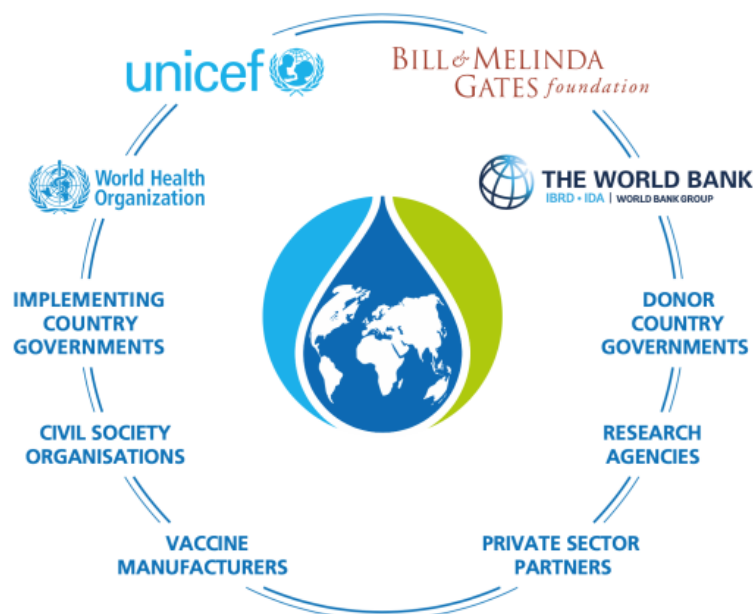 unicef
BILL & MELINDA
GATES foundation
World Health
Organization
THE WORLD BANK
IBRD • IDA | WORLD BANK GROUP
IMPLEMENTING
COUNTRY
GOVERNMENTS
DONOR
COUNTRY
GOVERNMENTS
CIVIL SOCIETY
ORGANISATIONS
RESEARCH
AGENCIES
VACCINE
MANUFACTURERS
PRIVATE SECTOR
PARTNERS